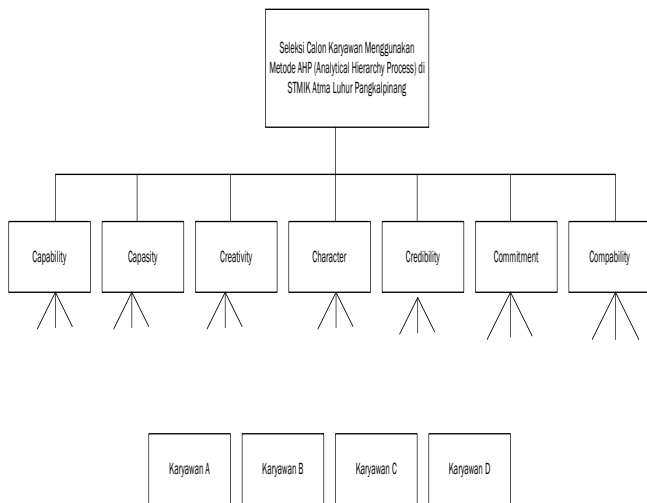 Seleksi Calon Karyawan Menggunakan
Metode AHP (Analytical Hierarchy Process) di
STMIK Atma Luhur Pangkalpinang
Capability
Capasity
Creativity
Character
Credibility
Commitment
Compability
Karyawan A
Karyawan B
Karyawan C
Karyawan D